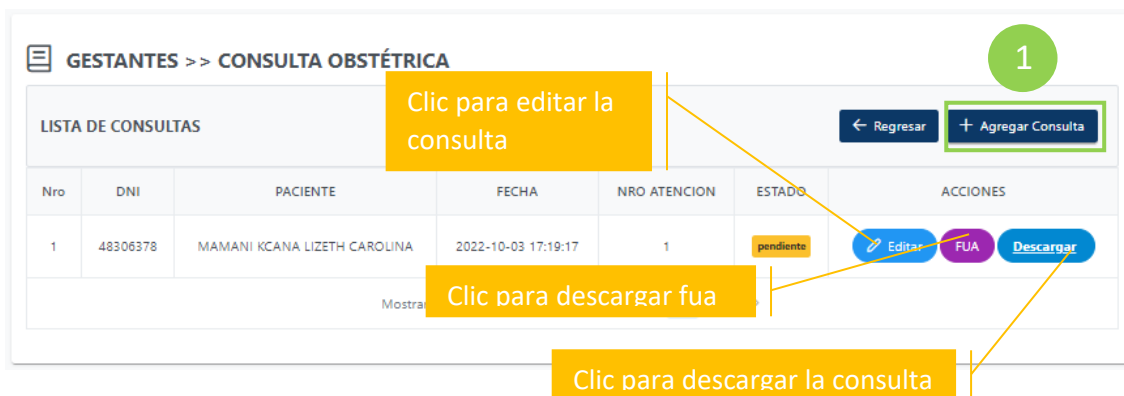 GESTANTES >> CONSULTA OBSTÉTRICA
1
Clic para editar la
consulta
LISTA DE CONSULTAS
← Regresar
+ Agregar Consulta
Nro DNI PACIENTE FECHA NRO ATENCION ESTADO ACCIONES
1 48306378 MAMANI KCANA LIZETH CAROLINA 2022-10-03 17:19:17 1 pendiente Editar FUA Descargar
Clic para descargar fua
Clic para descargar la consulta